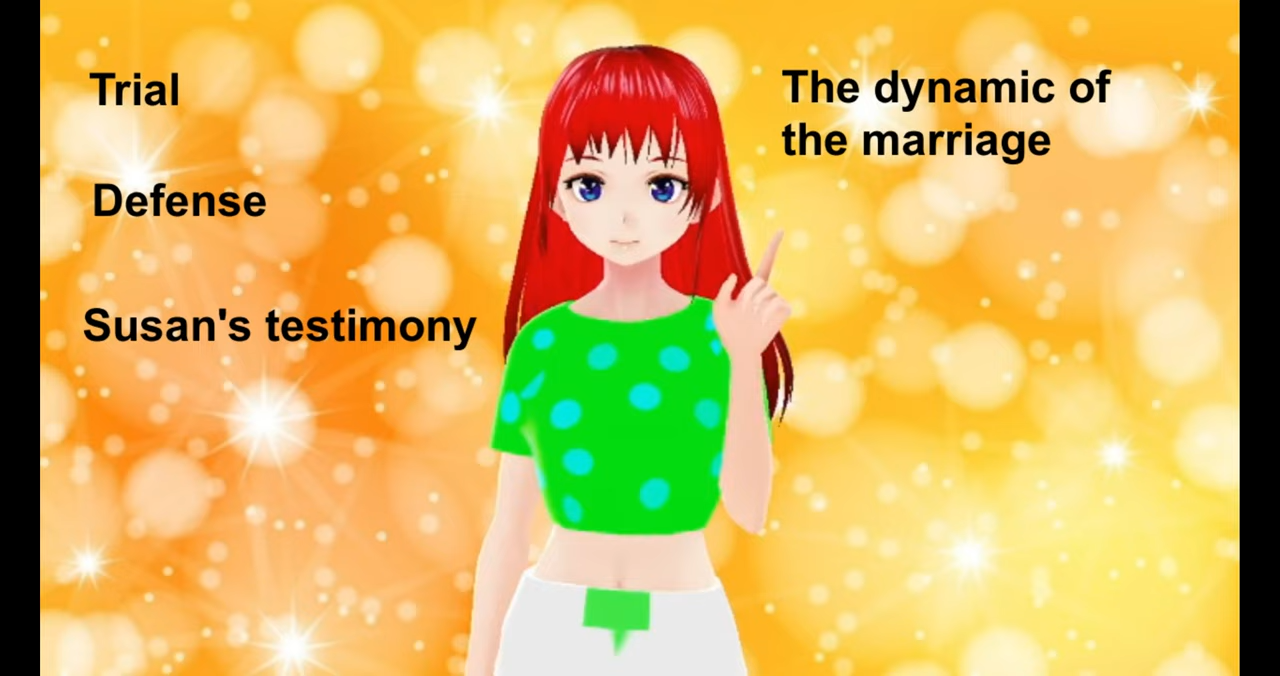 Trial
Defense
Susan's testimony
The dynamic of
the marriage